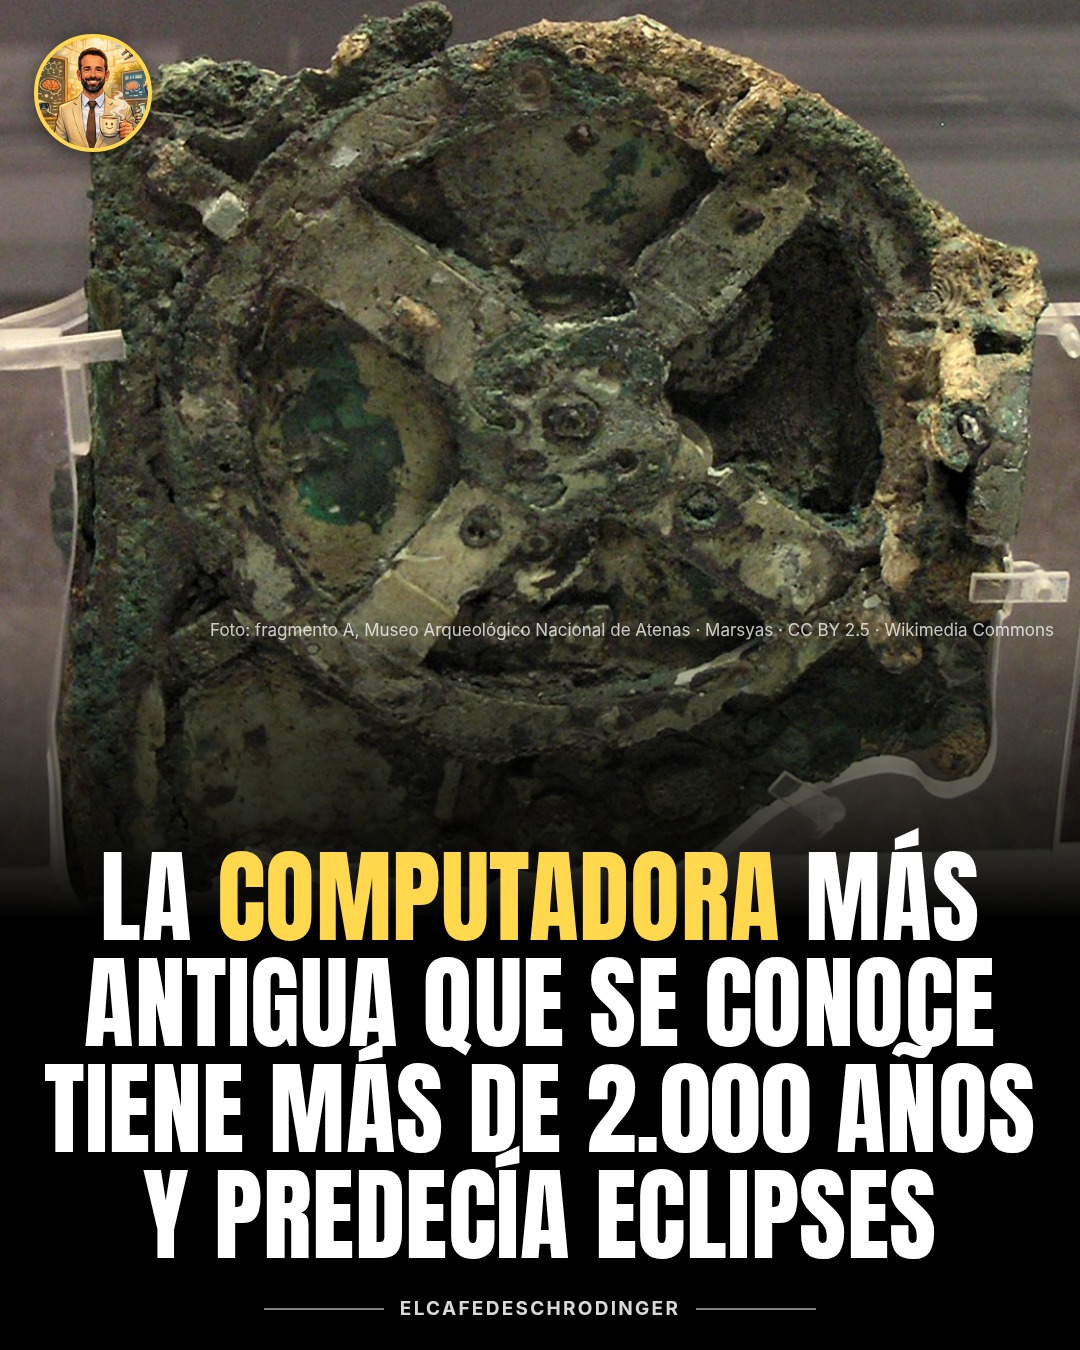 Foto: fragmento A, Museo Arqueológico Nacional de Atenas · Marsyas · CC BY 2.5 · Wikimedia Commons
LA COMPUTADORA MÁS
ANTIGUA QUE SE CONOCE
TIENE MÁS DE 2.000 AÑOS
Y PREDECÍA ECLIPSES
ELCAFEDESCHRODINGER